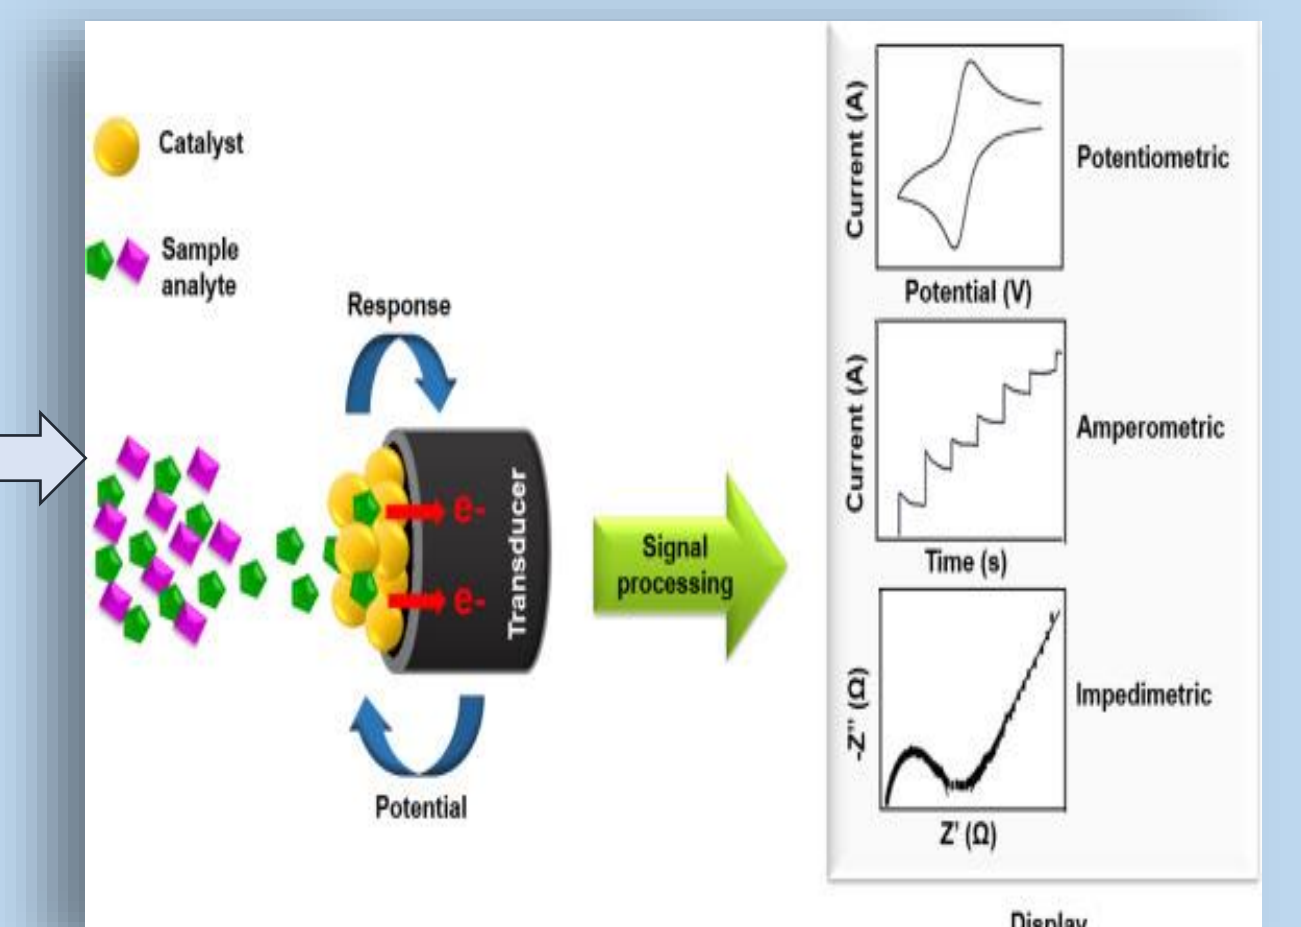 Catalyst
Sample
analyte
Response
e-
e-
Transducer
Potential
Signal
processing
Current (A)
Potential (V)
Potentiometric
Current (A)
Time (s)
Amperometric
-Z'' (Ω)
Z' (Ω)
Impedimetric
Display